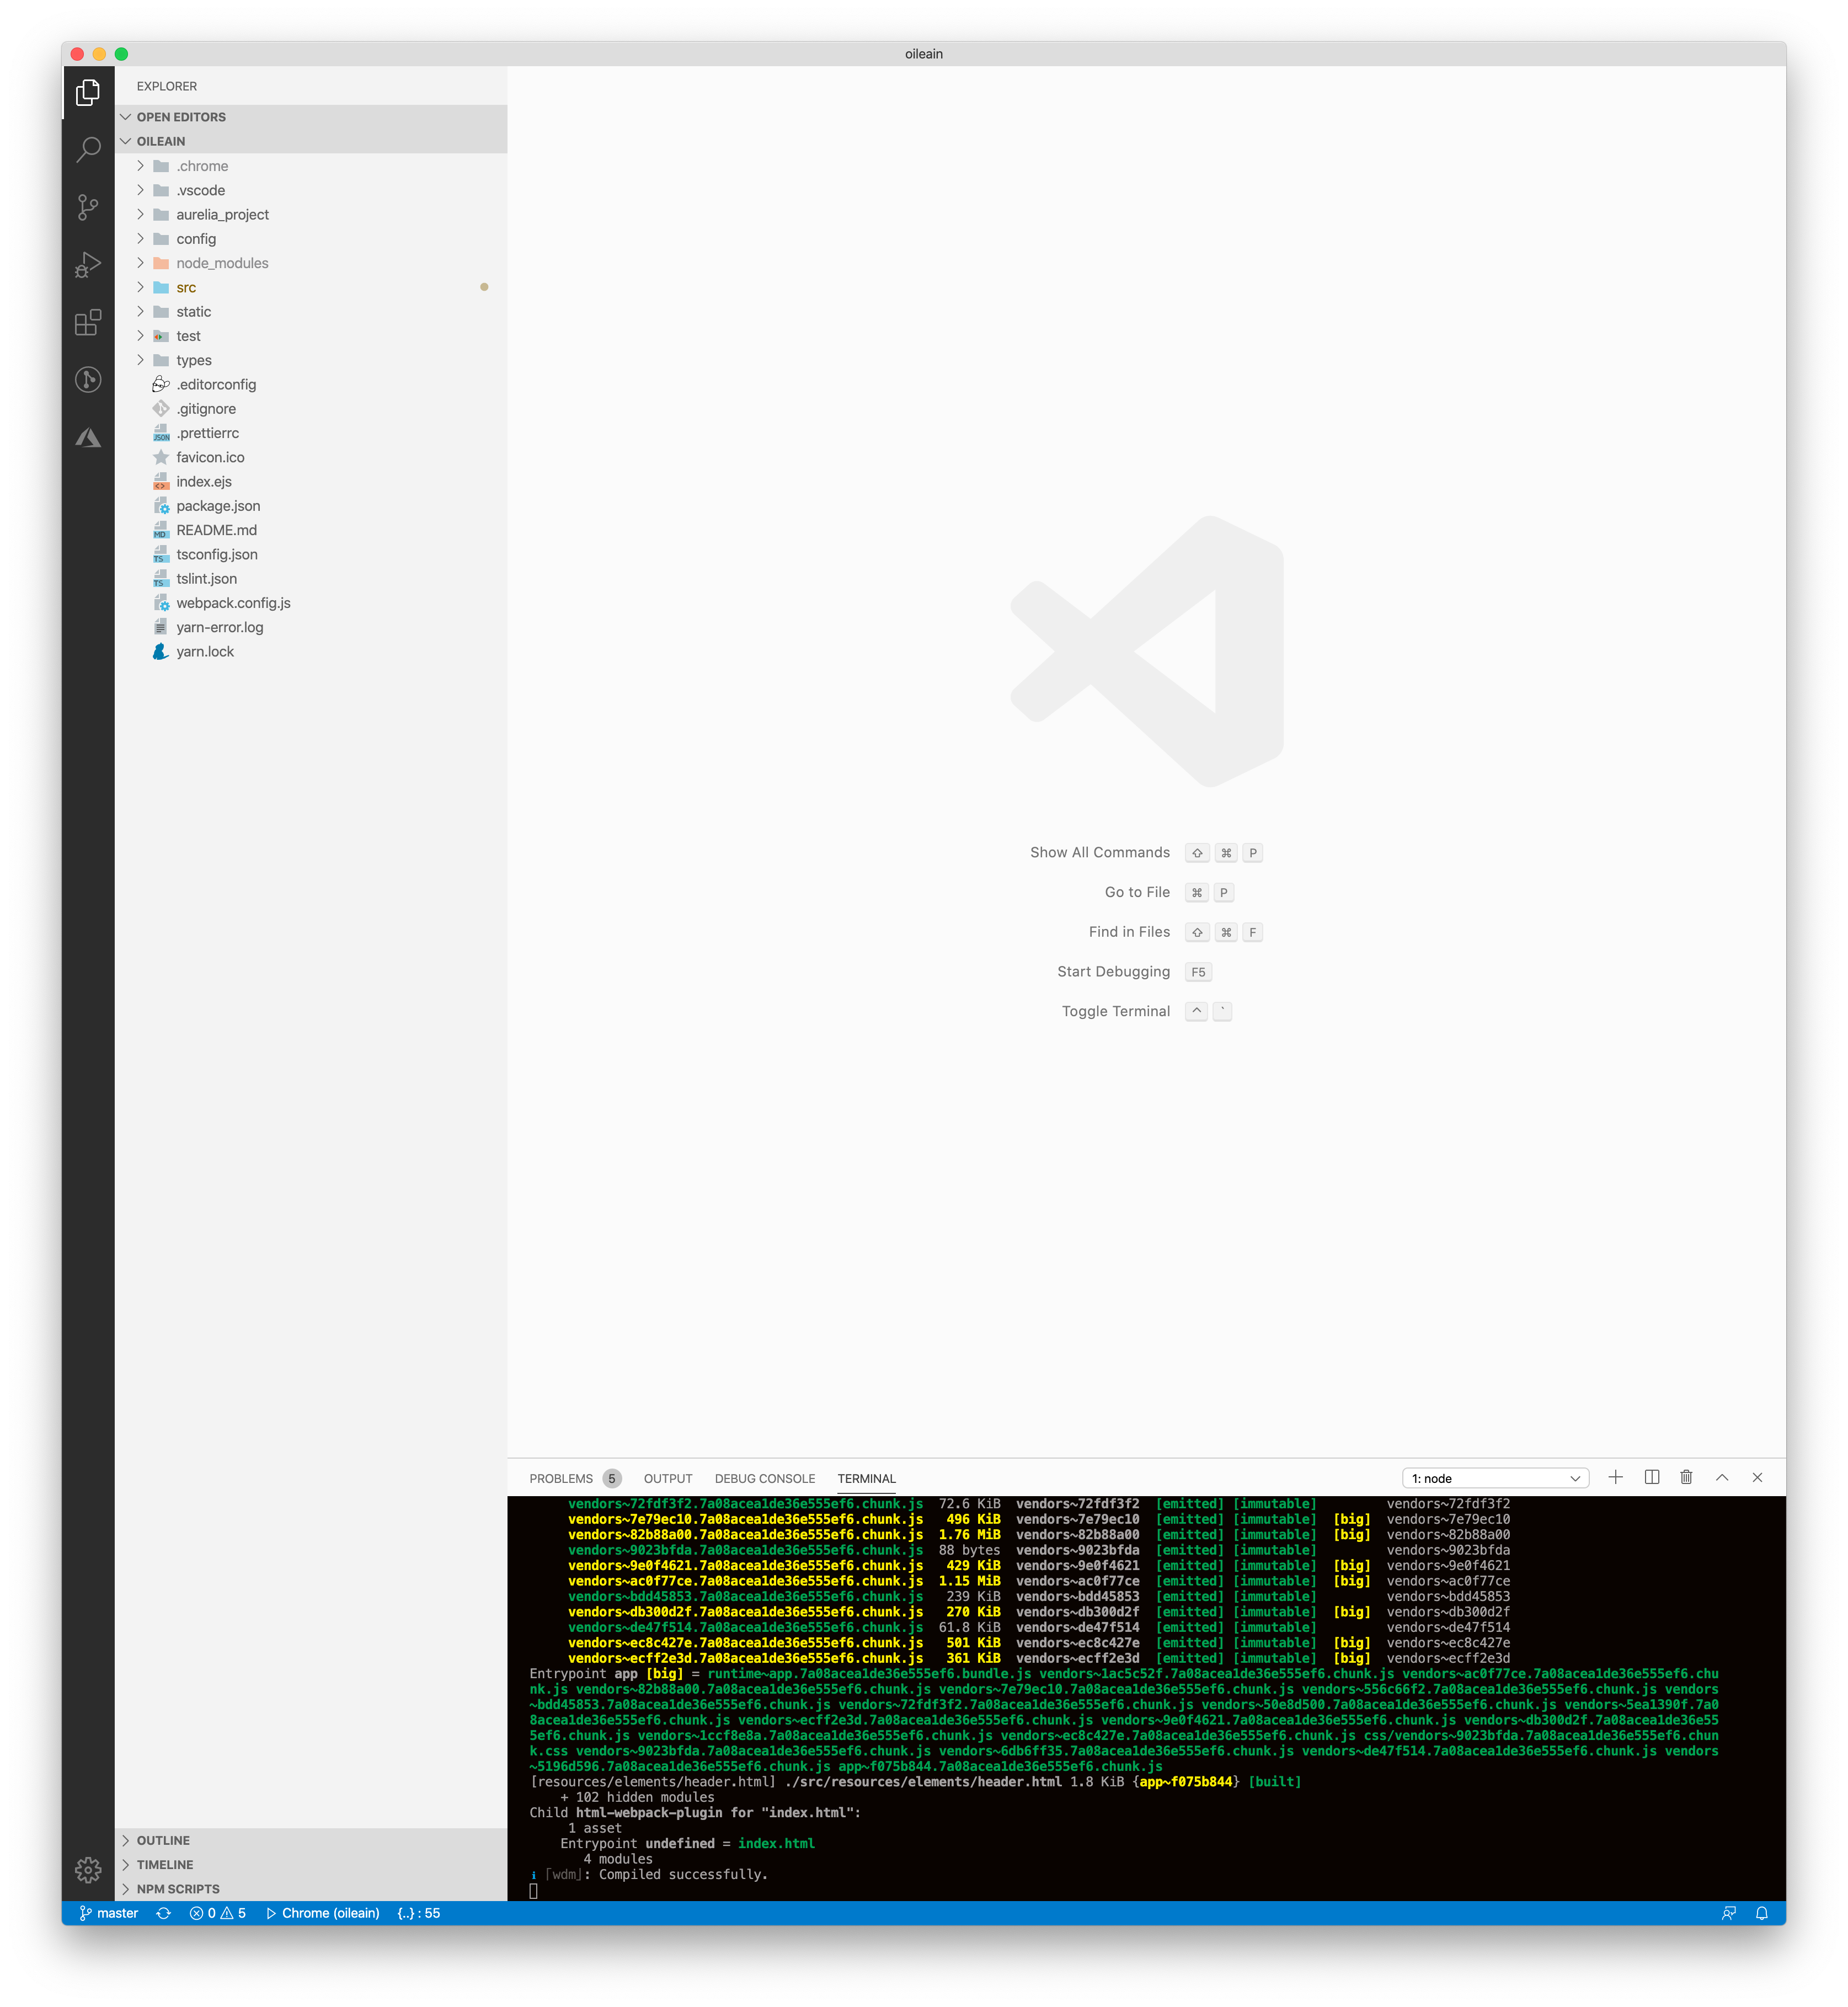 oileain
EXPLORER
OPEN EDITORS
OILEAIN
.chrome
.vscode
aurelia_project
config
node_modules
src
static
test
types
.editorconfig
.gitignore
JSON .prettierrc
favicon.ico
index.ejs
package.json
MD README.md
TS tsconfig.json
TS tslint.json
webpack.config.js
yarn-error.log
yarn.lock
OUTLINE
TIMELINE
NPM SCRIPTS
Show All Commands ⇧ ⌘ P
Go to File ⌘ P
Find in Files ⇧ ⌘ F
Start Debugging F5
Toggle Terminal ^ `
PROBLEMS 5 OUTPUT DEBUG CONSOLE TERMINAL 1: node
vendors~72fdf3f2.7a08acea1de36e555ef6.chunk.js 72.6 KiB vendors~72fdf3f2 [emitted] [immutable] vendors~72fdf3f2
vendors~7e79ec10.7a08acea1de36e555ef6.chunk.js 496 KiB vendors~7e79ec10 [emitted] [immutable] [big] vendors~7e79ec10
vendors~82b88a00.7a08acea1de36e555ef6.chunk.js 1.76 MiB vendors~82b88a00 [emitted] [immutable] [big] vendors~82b88a00
vendors~9023bfda.7a08acea1de36e555ef6.chunk.js 88 bytes vendors~9023bfda [emitted] [immutable] vendors~9023bfda
vendors~9e0f4621.7a08acea1de36e555ef6.chunk.js 429 KiB vendors~9e0f4621 [emitted] [immutable] [big] vendors~9e0f4621
vendors~ac0f77ce.7a08acea1de36e555ef6.chunk.js 1.15 MiB vendors~ac0f77ce [emitted] [immutable] [big] vendors~ac0f77ce
vendors~bdd45853.7a08acea1de36e555ef6.chunk.js 239 KiB vendors~bdd45853 [emitted] [immutable] vendors~bdd45853
vendors~db300d2f.7a08acea1de36e555ef6.chunk.js 270 KiB vendors~db300d2f [emitted] [immutable] [big] vendors~db300d2f
vendors~de47f514.7a08acea1de36e555ef6.chunk.js 61.8 KiB vendors~de47f514 [emitted] [immutable] vendors~de47f514
vendors~ec8c427e.7a08acea1de36e555ef6.chunk.js 501 KiB vendors~ec8c427e [emitted] [immutable] [big] vendors~ec8c427e
vendors~ecff2e3d.7a08acea1de36e555ef6.chunk.js 361 KiB vendors~ecff2e3d [emitted] [immutable] [big] vendors~ecff2e3d
Entrypoint app [big] = runtime~app.7a08acea1de36e555ef6.bundle.js vendors~1ac5c52f.7a08acea1de36e555ef6.chunk.js vendors~ac0f77ce.7a08acea1de36e555ef6.chu
nk.js vendors~82b88a00.7a08acea1de36e555ef6.chunk.js vendors~7e79ec10.7a08acea1de36e555ef6.chunk.js vendors~556c66f2.7a08acea1de36e555ef6.chunk.js vendors
~bdd45853.7a08acea1de36e555ef6.chunk.js vendors~72fdf3f2.7a08acea1de36e555ef6.chunk.js vendors~50e8d500.7a08acea1de36e555ef6.chunk.js vendors~5ea1390f.7a0
8acea1de36e555ef6.chunk.js vendors~ecff2e3d.7a08acea1de36e555ef6.chunk.js vendors~9e0f4621.7a08acea1de36e555ef6.chunk.js vendors~db300d2f.7a08acea1de36e55
5ef6.chunk.js vendors~1ccf8e8a.7a08acea1de36e555ef6.chunk.js vendors~ec8c427e.7a08acea1de36e555ef6.chunk.js css/vendors~9023bfda.7a08acea1de36e555ef6.chun
k.css vendors~9023bfda.7a08acea1de36e555ef6.chunk.js vendors~6db6ff35.7a08acea1de36e555ef6.chunk.js vendors~de47f514.7a08acea1de36e555ef6.chunk.js vendors
~5196d596.7a08acea1de36e555ef6.chunk.js app~f075b844.7a08acea1de36e555ef6.chunk.js
[resources/elements/header.html] ./src/resources/elements/header.html 1.8 KiB {app~f075b844} [built]
+ 102 hidden modules
Child html-webpack-plugin for "index.html":
1 asset
Entrypoint undefined = index.html
4 modules
ℹ ｢wdm｣: Compiled successfully.
master 0 5 Chrome (oileain) {..} : 55